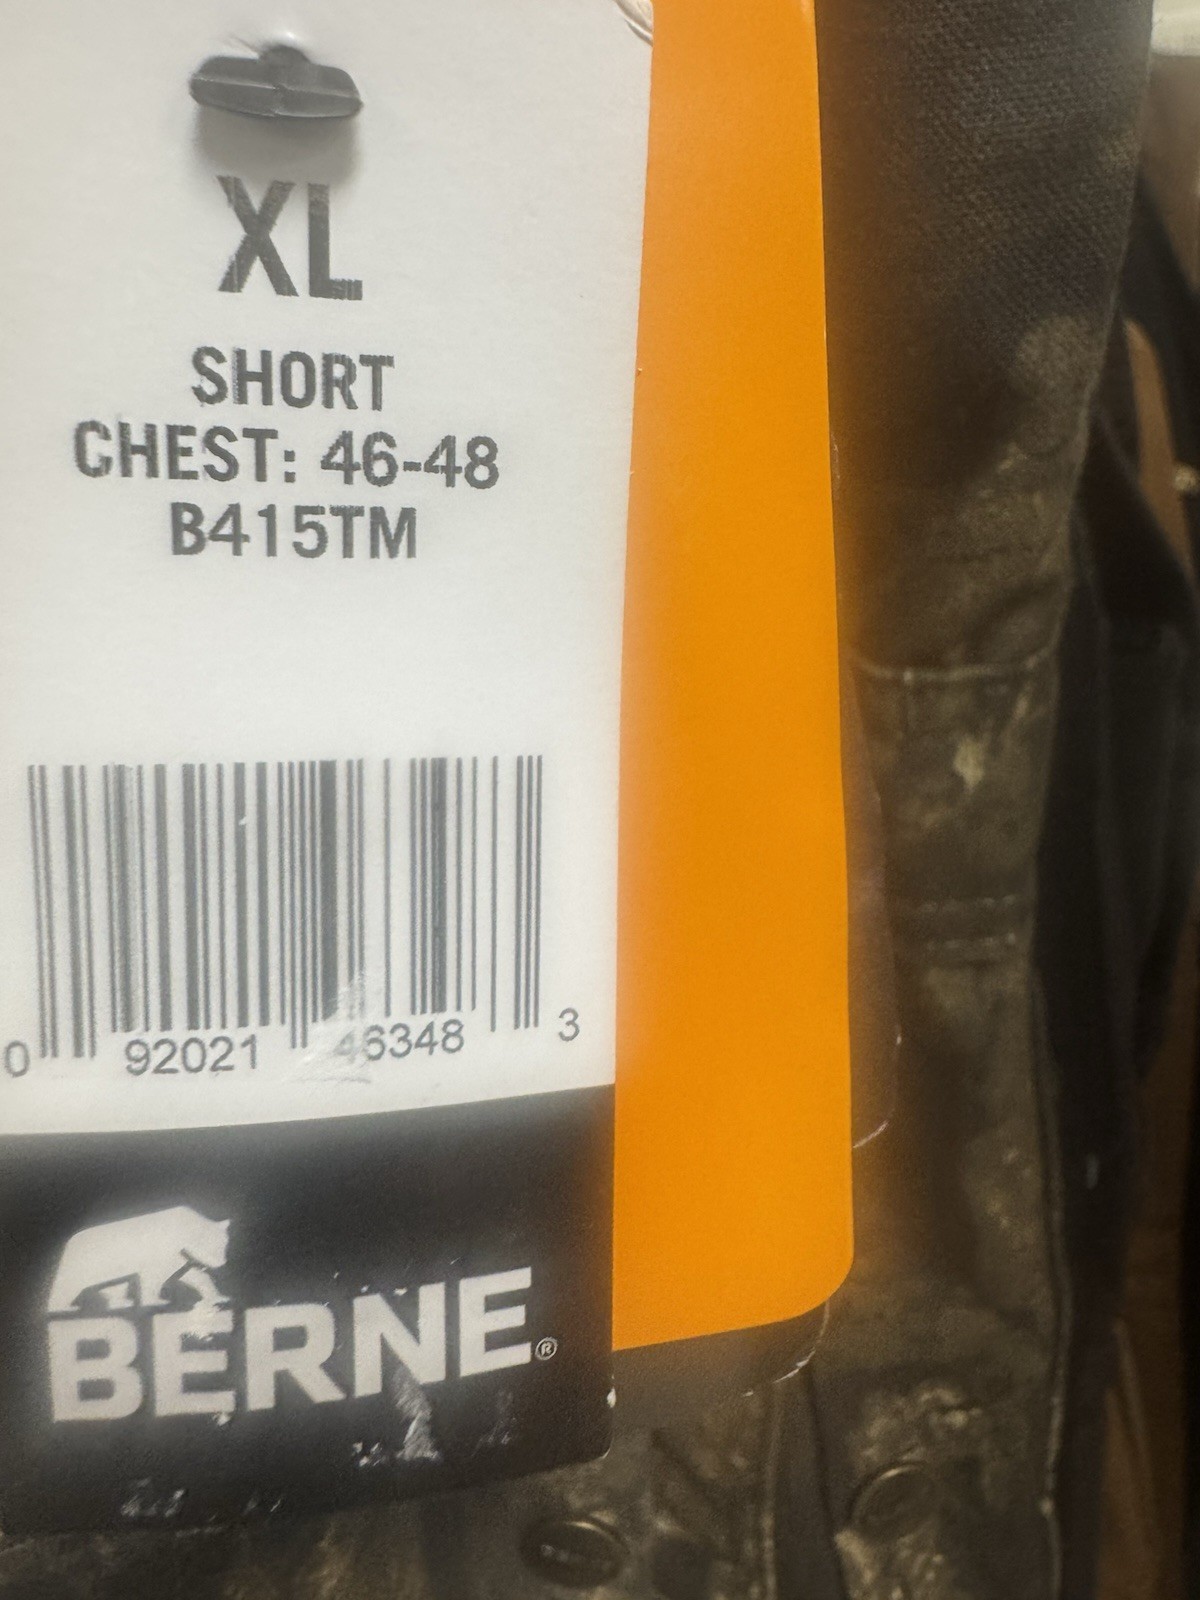 XL
SHORT
CHEST: 46-48
B415TM
0 92021 46348 3
BERNE®